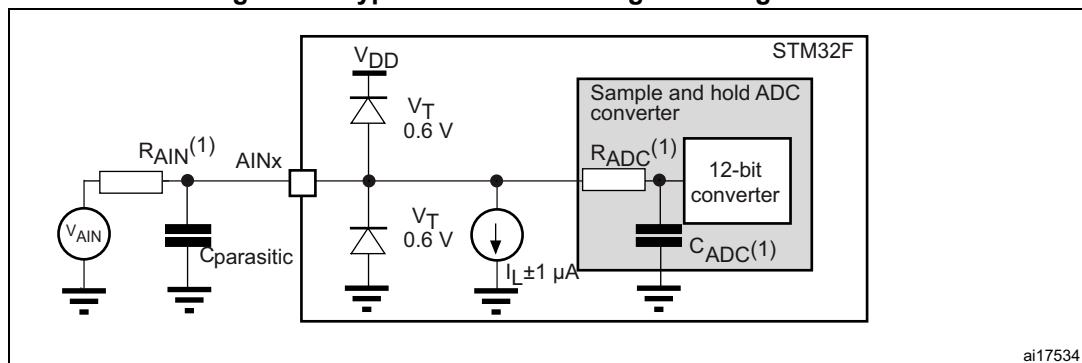 STM32F
VDD
VT
0.6 V
Sample and hold ADC
converter
RAIN(1)
AINx
RADC(1)
12-bit
converter
VAIN
Cparasitic
VT
0.6 V
IL±1 µA
CADC(1)
ai17534